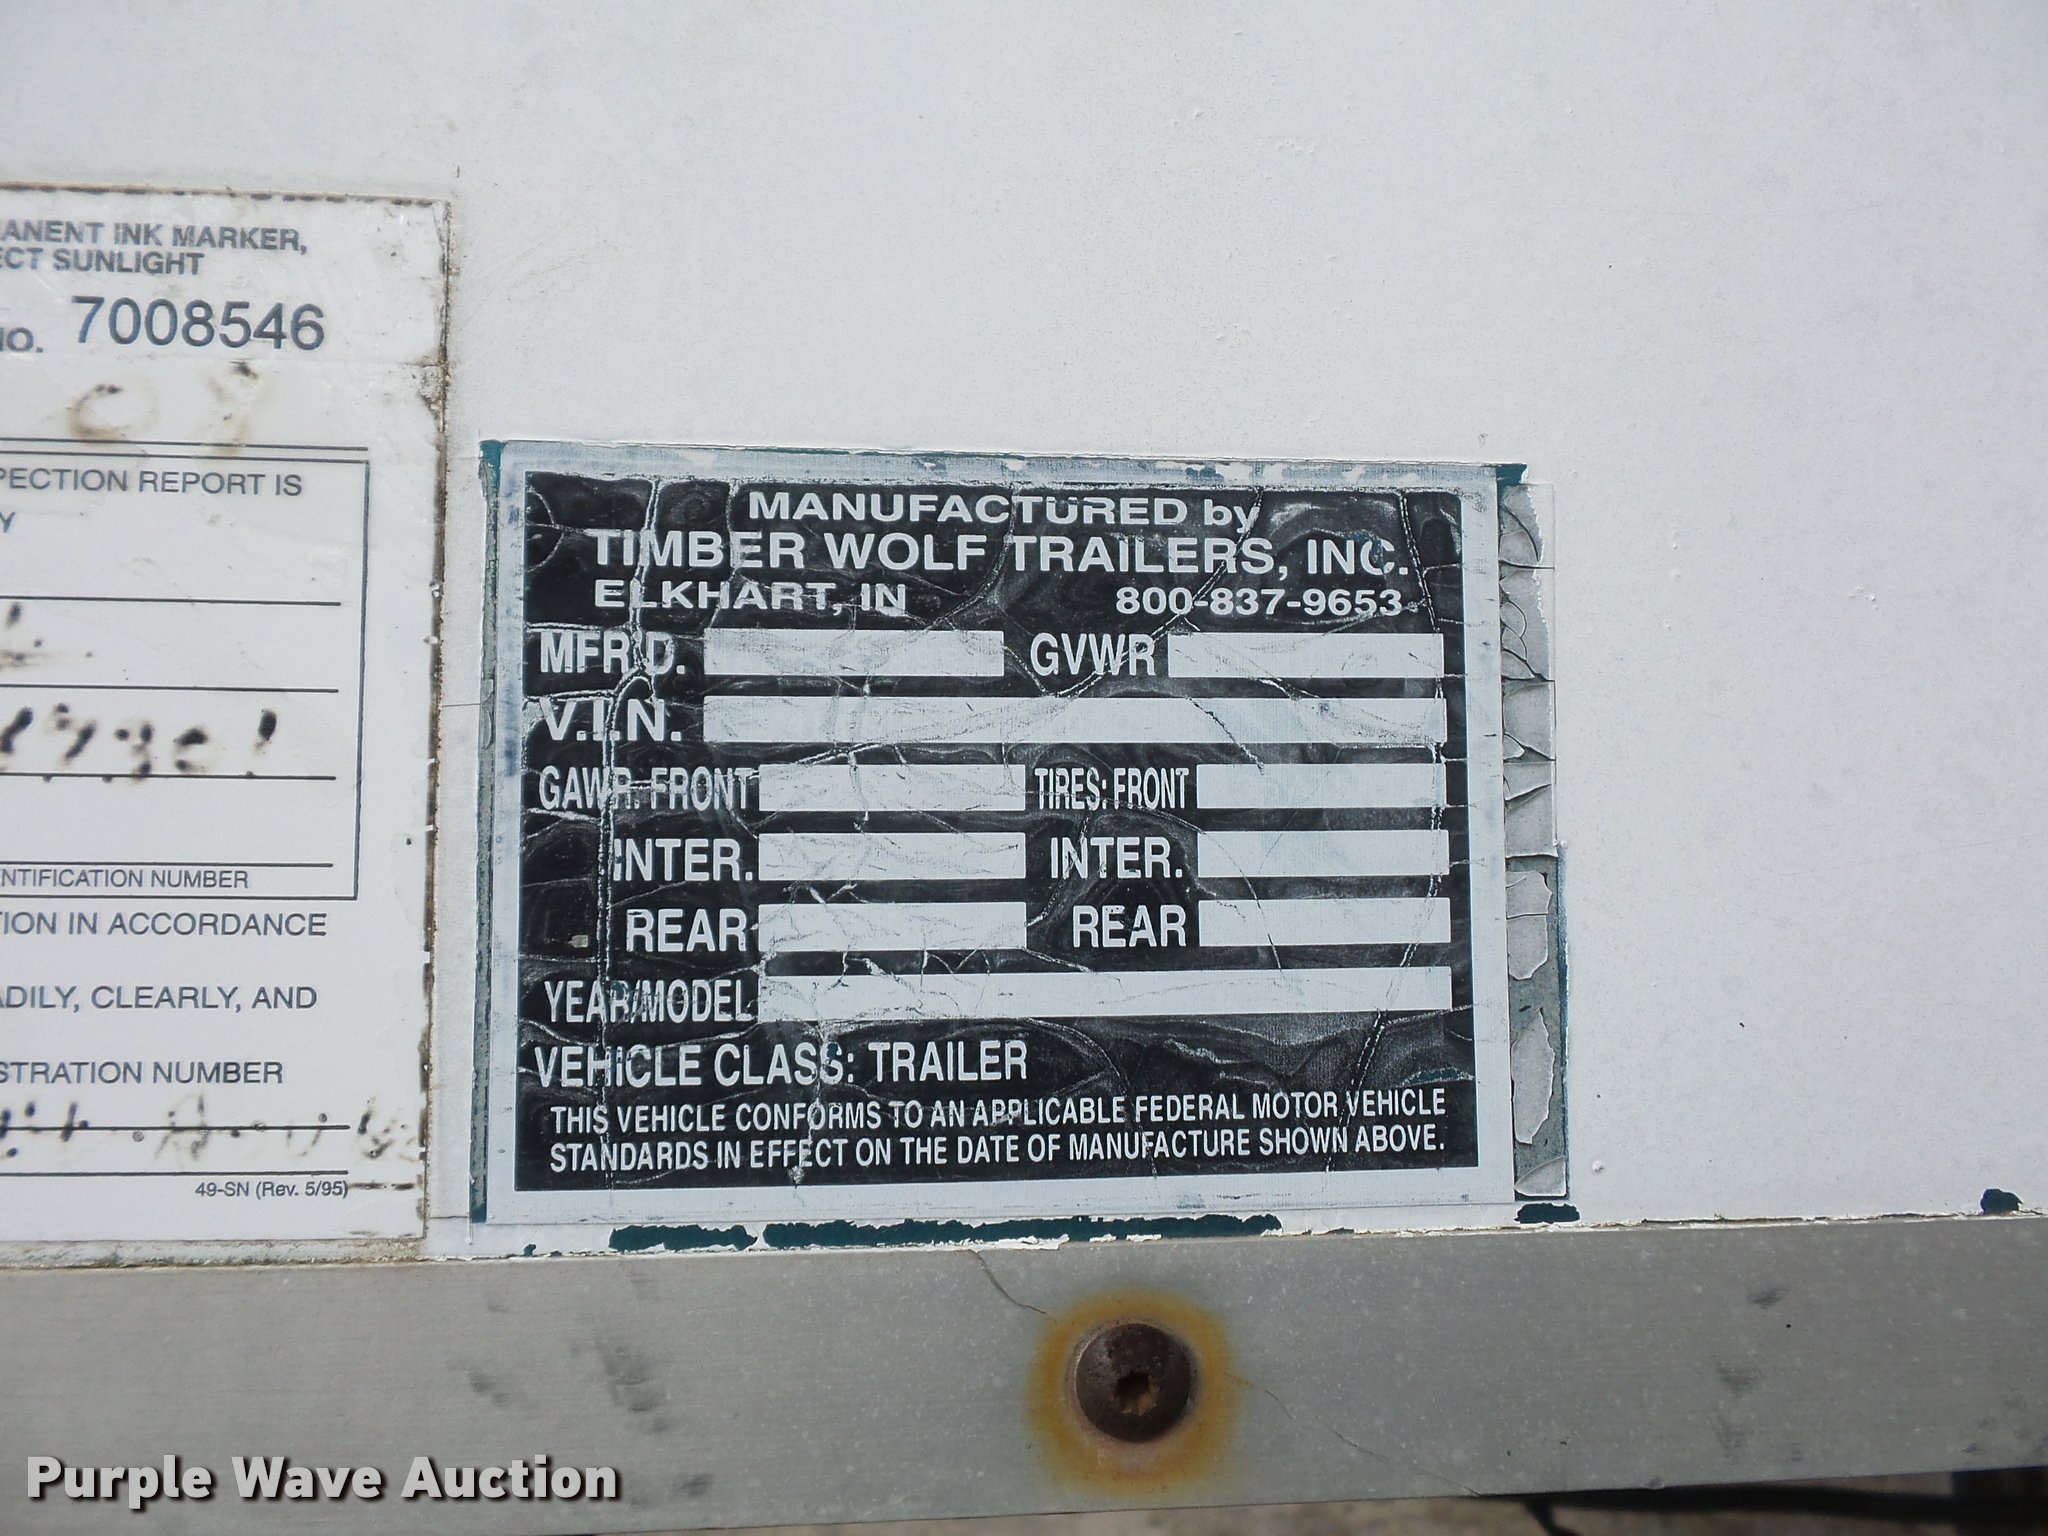 MANENT INK MARKER,
ECT SUNLIGHT
NO. 7008546
PECTION REPORT IS
Y
ENTIFICATION NUMBER
TION IN ACCORDANCE
ADILY, CLEARLY, AND
STRATION NUMBER
49-SN (Rev. 5/95)
MANUFACTURED by
TIMBER WOLF TRAILERS, INC.
ELKHART, IN 800-837-9653
MFR'D. GVWR
V.I.N.
GAWR. FRONT TIRES: FRONT
INTER. INTER.
REAR REAR
YEAR/MODEL
VEHICLE CLASS: TRAILER
THIS VEHICLE CONFORMS TO AN APPLICABLE FEDERAL MOTOR VEHICLE
STANDARDS IN EFFECT ON THE DATE OF MANUFACTURE SHOWN ABOVE.
Purple Wave Auction